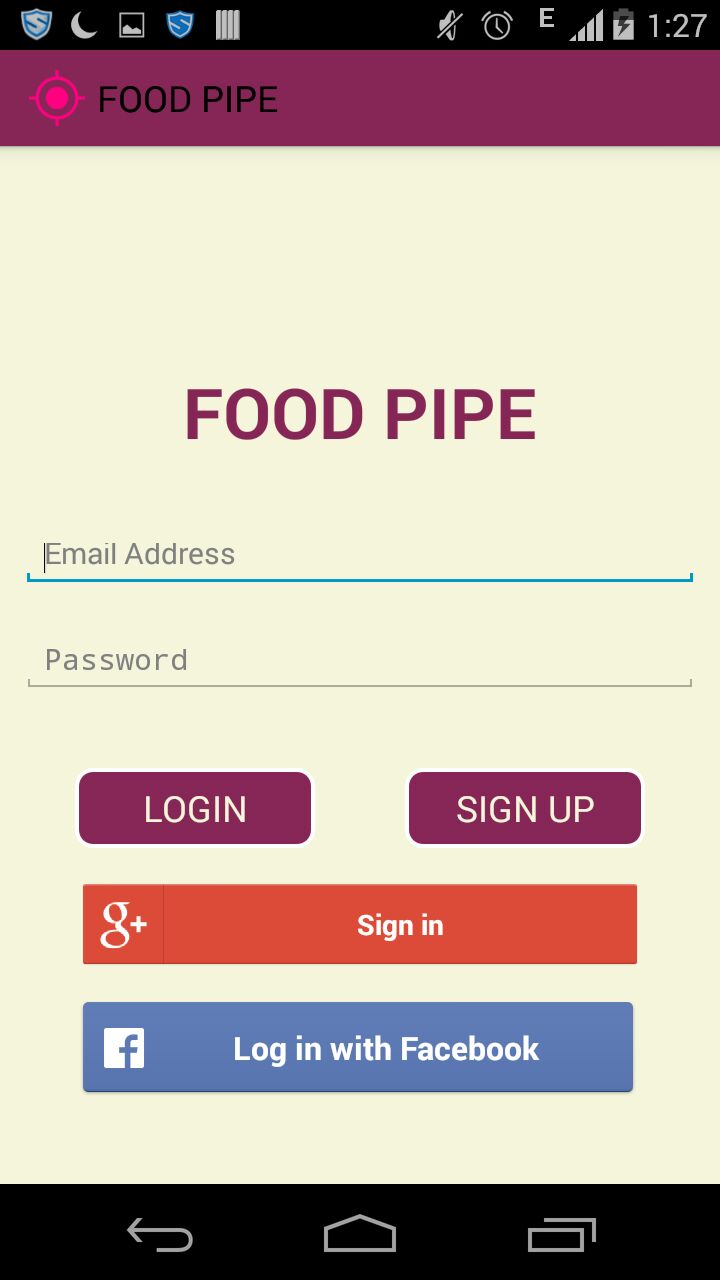 E 1:27
FOOD PIPE
FOOD PIPE
Email Address
Password
LOGIN SIGN UP
g+ Sign in
f Log in with Facebook